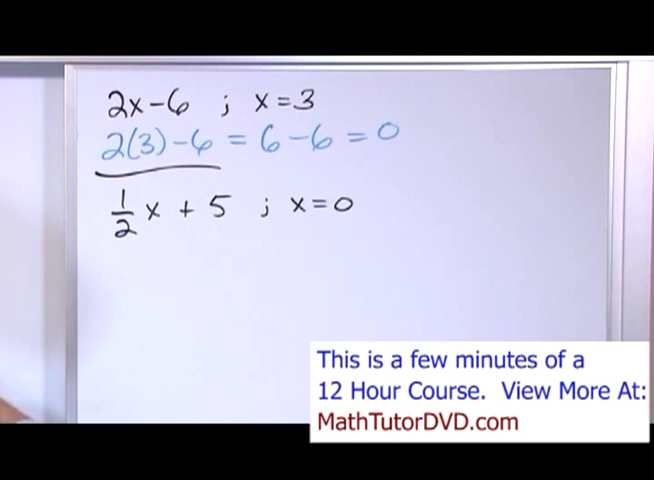 2x-6 ; x=3
2(3)-6 = 6-6 = 0
1/2 x + 5 ; x=0
This is a few minutes of a
12 Hour Course. View More At:
MathTutorDVD.com